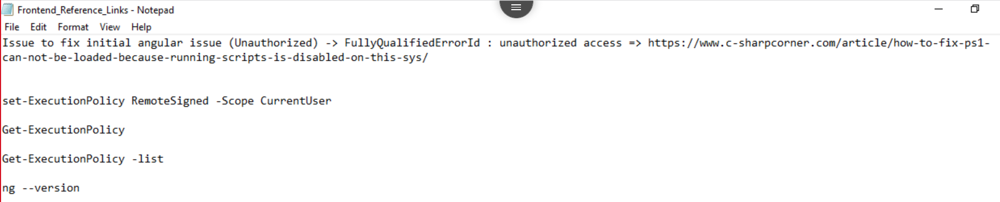 Frontend_Reference_Links - Notepad
File Edit Format View Help
Issue to fix initial angular issue (Unauthorized) -> FullyQualifiedErrorId : unauthorized access => https://www.c-sharpcorner.com/article/how-to-fix-ps1-
can-not-be-loaded-because-running-scripts-is-disabled-on-this-sys/
set-ExecutionPolicy RemoteSigned -Scope CurrentUser
Get-ExecutionPolicy
Get-ExecutionPolicy -list
ng --version